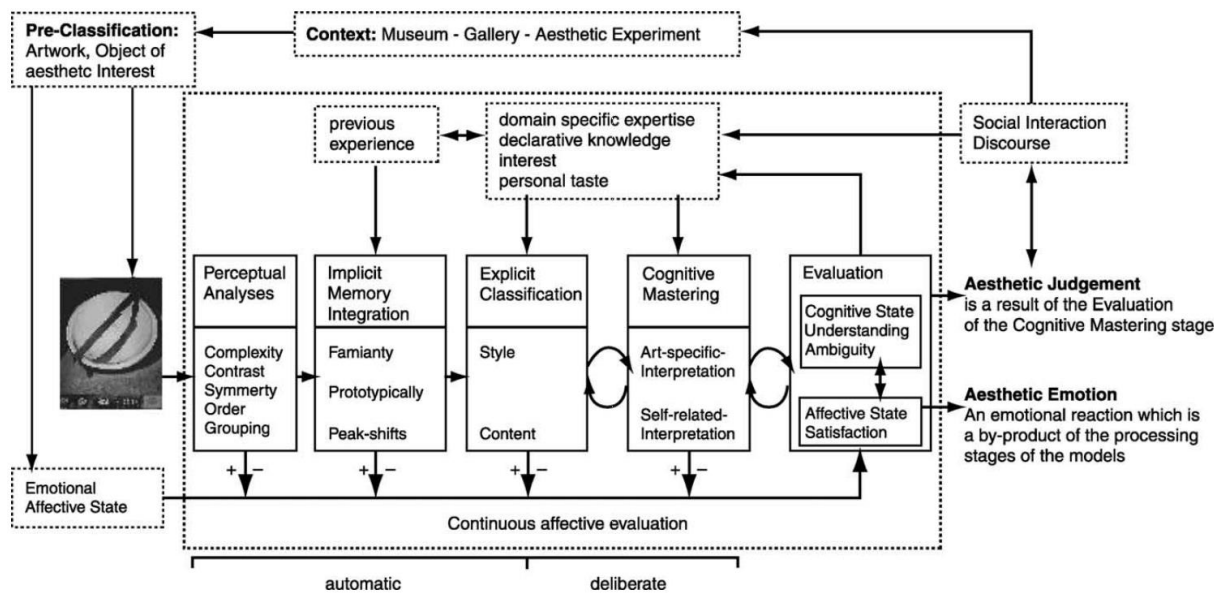 Pre-Classification:
Artwork, Object of
aesthetc Interest
Context: Museum - Gallery - Aesthetic Experiment
previous
experience
domain specific expertise
declarative knowledge
interest
personal taste
Social Interaction
Discourse
Perceptual
Analyses
Complexity
Contrast
Symmerty
Order
Grouping
Implicit
Memory
Integration
Famianty
Prototypically
Peak-shifts
Explicit
Classification
Style
Content
Cognitive
Mastering
Art-specific-
Interpretation
Self-related-
Interpretation
Evaluation
Cognitive State
Understanding
Ambiguity
Affective State
Satisfaction
Aesthetic Judgement
is a result of the Evaluation
of the Cognitive Mastering stage
Aesthetic Emotion
An emotional reaction which is
a by-product of the processing
stages of the models
+ −
+ −
+ −
+ −
Emotional
Affective State
Continuous affective evaluation
automatic
deliberate